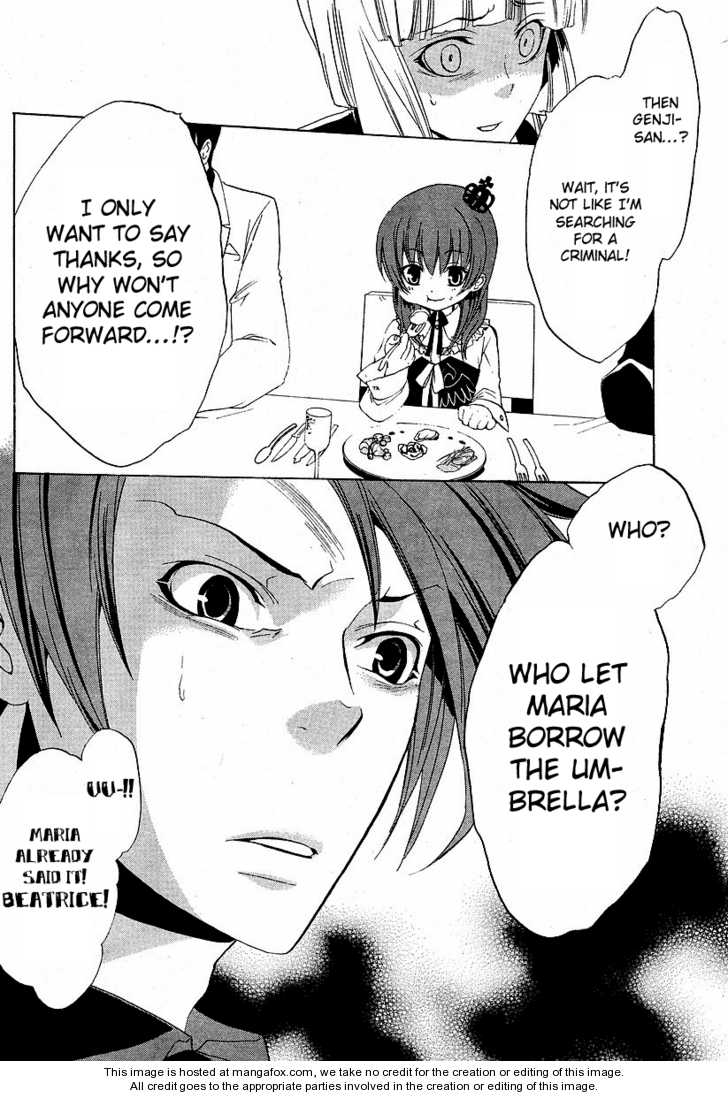 THEN
GENJI-
SAN...?
WAIT, IT'S
NOT LIKE I'M
SEARCHING
FOR A
CRIMINAL!
I ONLY
WANT TO SAY
THANKS, SO
WHY WON'T
ANYONE COME
FORWARD...!?
WHO?
WHO LET
MARIA
BORROW
THE UM-
BRELLA?
UU-!!
MARIA
ALREADY
SAID IT!
BEATRICE!
This image is hosted at mangafox.com, we take no credit for the creation or editing of this image.
All credit goes to the appropriate parties involved in the creation or editing of this image.